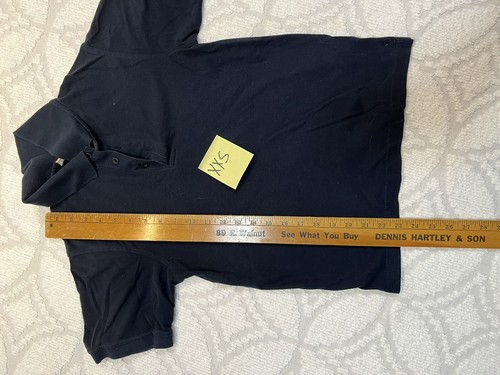 XXS
89 E. Walnut See What You Buy DENNIS HARTLEY & SON